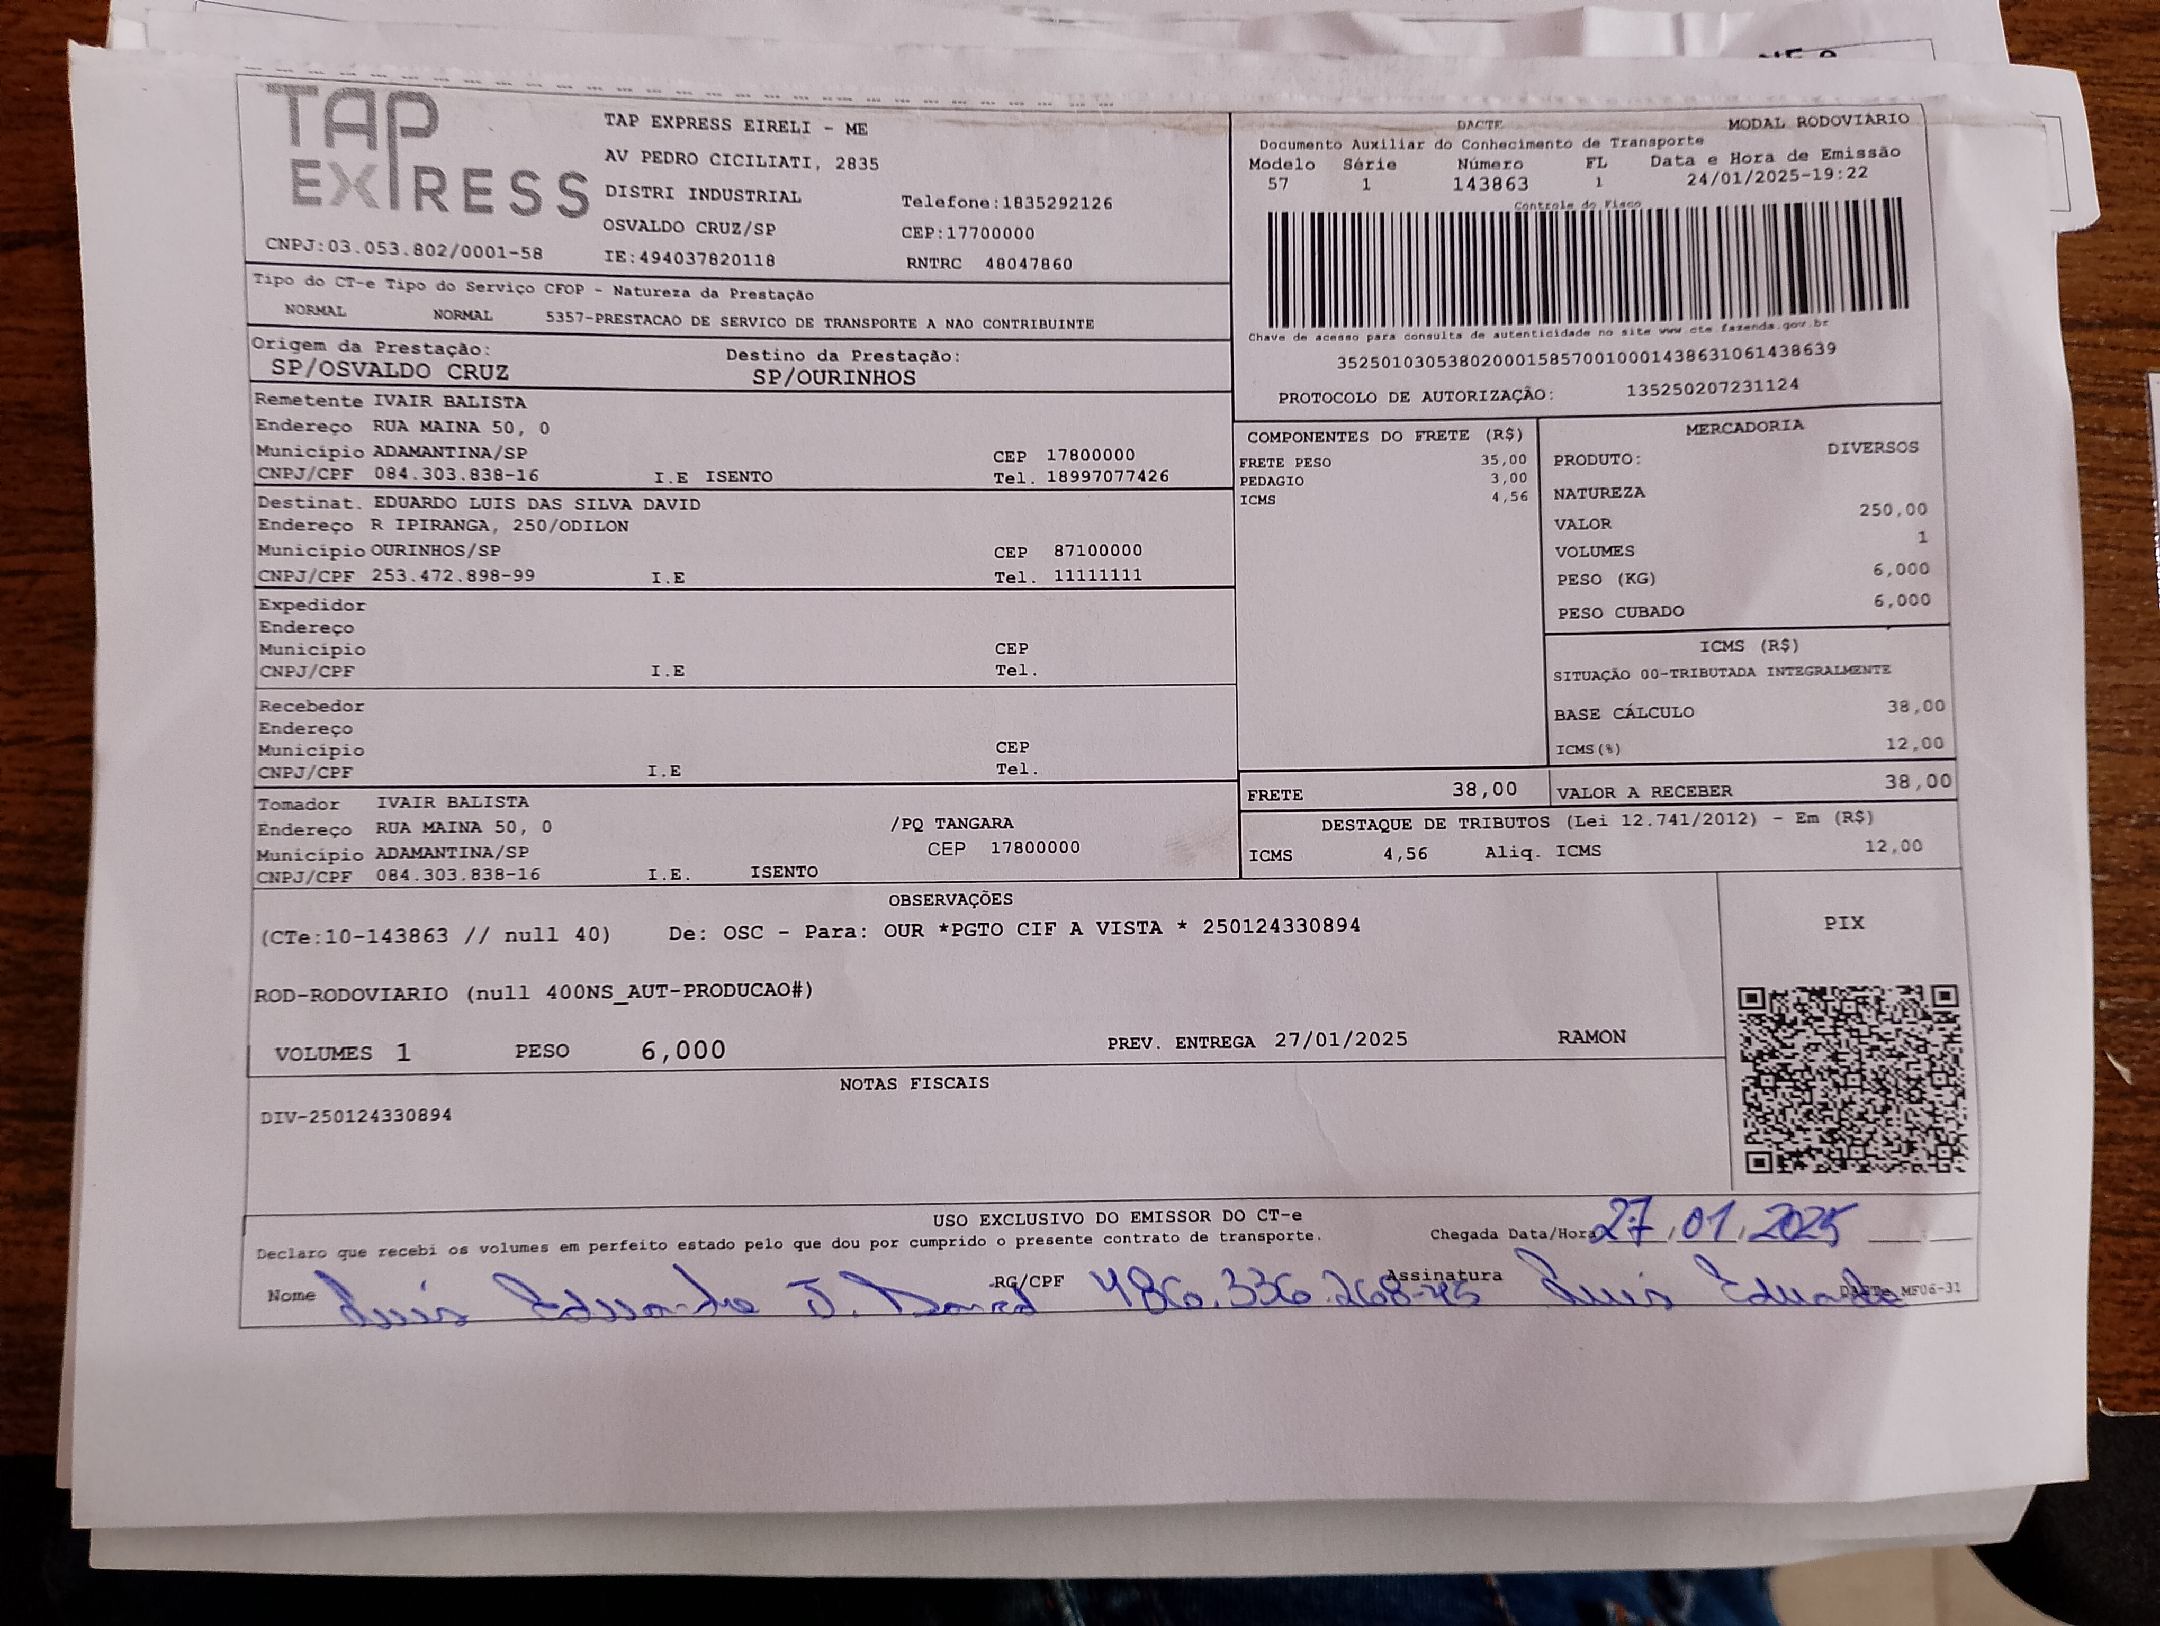 TAP
EXPRESS
CNPJ:03.053.802/0001-58
TAP EXPRESS EIRELI - ME
AV PEDRO CICILIATI, 2835
DISTRI INDUSTRIAL
Telefone:1835292126
OSVALDO CRUZ/SP
CEP:17700000
IE:494037820118
RNTRC 48047860
DACTE
MODAL RODOVIARIO
Documento Auxiliar do Conhecimento de Transporte
Modelo Série Número FL Data e Hora de Emissão
57 1 143863 1 24/01/2025-19:22
Controle do Fisco
Chave de acesso para consulta de autenticidade no site www.cte.fazenda.gov.br
35250103053802000158570010001438631061438639
PROTOCOLO DE AUTORIZAÇÃO: 135250207231124
Tipo do CT-e Tipo do Serviço CFOP - Natureza da Prestação
NORMAL NORMAL 5357-PRESTACAO DE SERVICO DE TRANSPORTE A NAO CONTRIBUINTE
Origem da Prestação: Destino da Prestação:
SP/OSVALDO CRUZ SP/OURINHOS
Remetente IVAIR BALISTA
Endereço RUA MAINA 50, 0
Município ADAMANTINA/SP CEP 17800000
CNPJ/CPF 084.303.838-16 I.E ISENTO Tel. 18997077426
Destinat. EDUARDO LUIS DAS SILVA DAVID
Endereço R IPIRANGA, 250/ODILON
Município OURINHOS/SP CEP 87100000
CNPJ/CPF 253.472.898-99 I.E Tel. 11111111
Expedidor
Endereço
Município CEP
CNPJ/CPF I.E Tel.
Recebedor
Endereço
Município CEP
CNPJ/CPF I.E Tel.
Tomador IVAIR BALISTA
Endereço RUA MAINA 50, 0 /PQ TANGARA
Município ADAMANTINA/SP CEP 17800000
CNPJ/CPF 084.303.838-16 I.E. ISENTO
COMPONENTES DO FRETE (R$)
FRETE PESO 35,00
PEDAGIO 3,00
ICMS 4,56
MERCADORIA
PRODUTO: DIVERSOS
NATUREZA
VALOR 250,00
VOLUMES 1
PESO (KG) 6,000
PESO CUBADO 6,000
ICMS (R$)
SITUAÇÃO 00-TRIBUTADA INTEGRALMENTE
BASE CÁLCULO 38,00
ICMS(%) 12,00
FRETE 38,00 VALOR A RECEBER 38,00
DESTAQUE DE TRIBUTOS (Lei 12.741/2012) - Em (R$)
ICMS 4,56 Aliq. ICMS 12,00
OBSERVAÇÕES
(CTe:10-143863 // null 40) De: OSC - Para: OUR *PGTO CIF A VISTA * 250124330894
ROD-RODOVIARIO (null 400NS_AUT-PRODUCAO#)
VOLUMES 1 PESO 6,000 PREV. ENTREGA 27/01/2025 RAMON
PIX
NOTAS FISCAIS
DIV-250124330894
USO EXCLUSIVO DO EMISSOR DO CT-e
Declaro que recebi os volumes em perfeito estado pelo que dou por cumprido o presente contrato de transporte.
Chegada Data/Hora 27/01/2025
Nome Luis Eduardo J. David RG/CPF 486.336.268-45 Assinatura Luis Eduardo
MF06-31